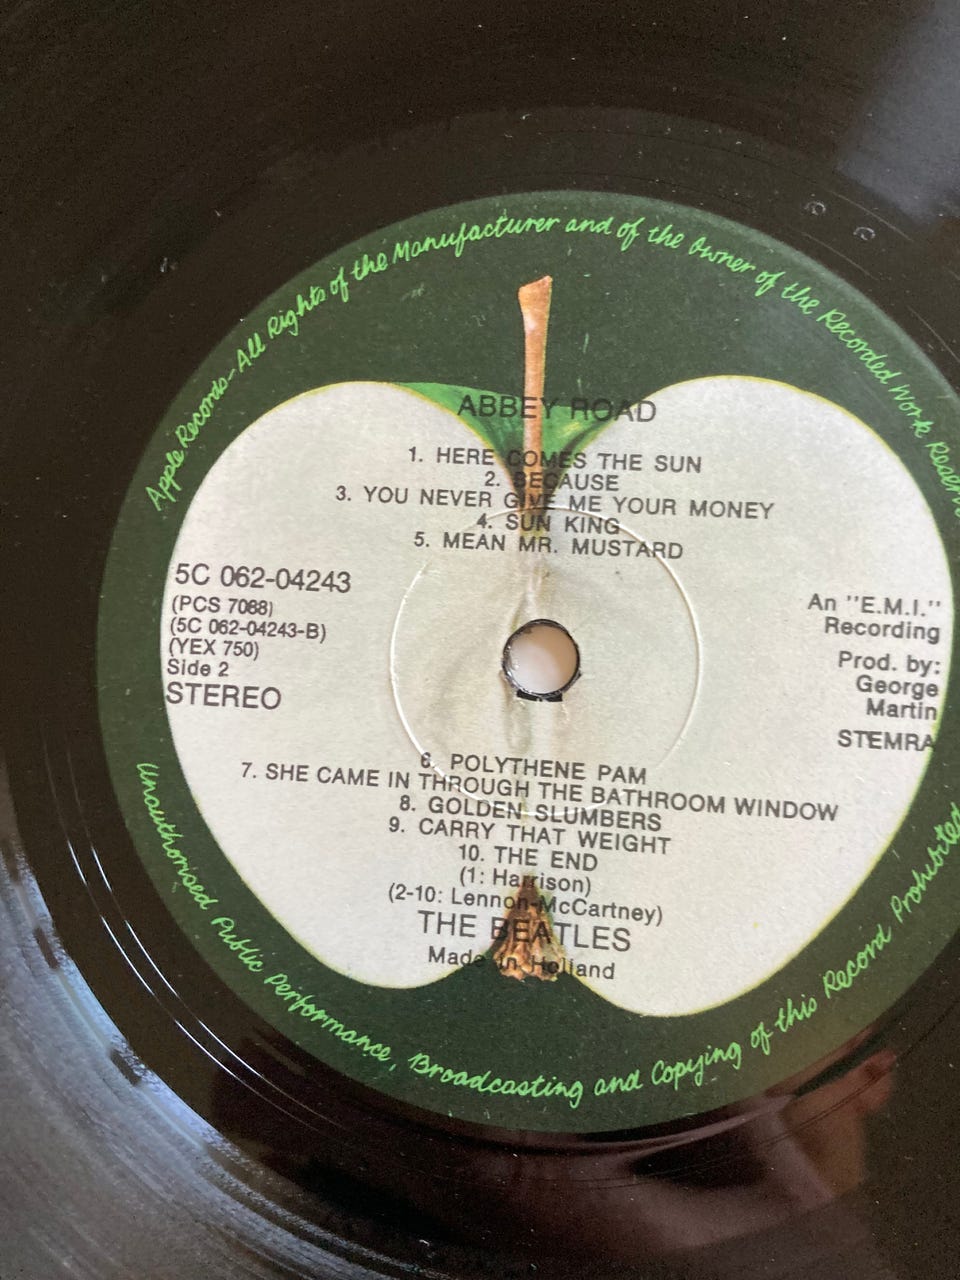 Apple Records-All Rights of the Manufacturer and of the Owner of the Recorded Work
ABBEY ROAD
1. HERE COMES THE SUN
2. BECAUSE
3. YOU NEVER GIVE ME YOUR MONEY
4. SUN KING
5. MEAN MR. MUSTARD
5C 062-04243
(PCS 7088)
(5C 062-04243-B)
(YEX 750)
Side 2
STEREO
An "E.M.I."
Recording
Prod. by:
George
Martin
STEMRA
6. POLYTHENE PAM
7. SHE CAME IN THROUGH THE BATHROOM WINDOW
8. GOLDEN SLUMBERS
9. CARRY THAT WEIGHT
10. THE END
(1: Harrison)
(2-10: Lennon-McCartney)
THE BEATLES
Made in Holland
Unauthorised Public Performance, Broadcasting and Copying of this Record Prohibited